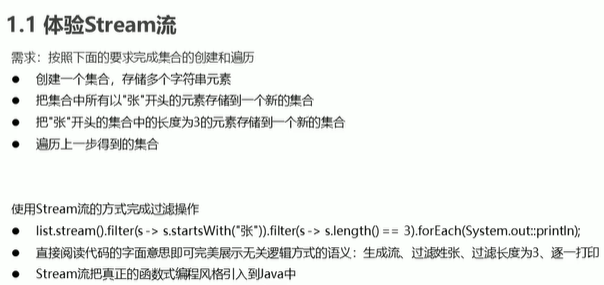 1.1 体验Stream流
需求：按照下面的要求完成集合的创建和遍历
● 创建一个集合，存储多个字符串元素
● 把集合中所有以"张"开头的元素存储到一个新的集合
● 把"张"开头的集合中的长度为3的元素存储到一个新的集合
● 遍历上一步得到的集合
使用Stream流的方式完成过滤操作
● list.stream().filter(s -> s.startsWith("张")).filter(s -> s.length() == 3).forEach(System.out::println);
● 直接阅读代码的字面意思即可完美展示无关逻辑方式的语义：生成流、过滤姓张、过滤长度为3、逐一打印
● Stream流把真正的函数式编程风格引入到Java中